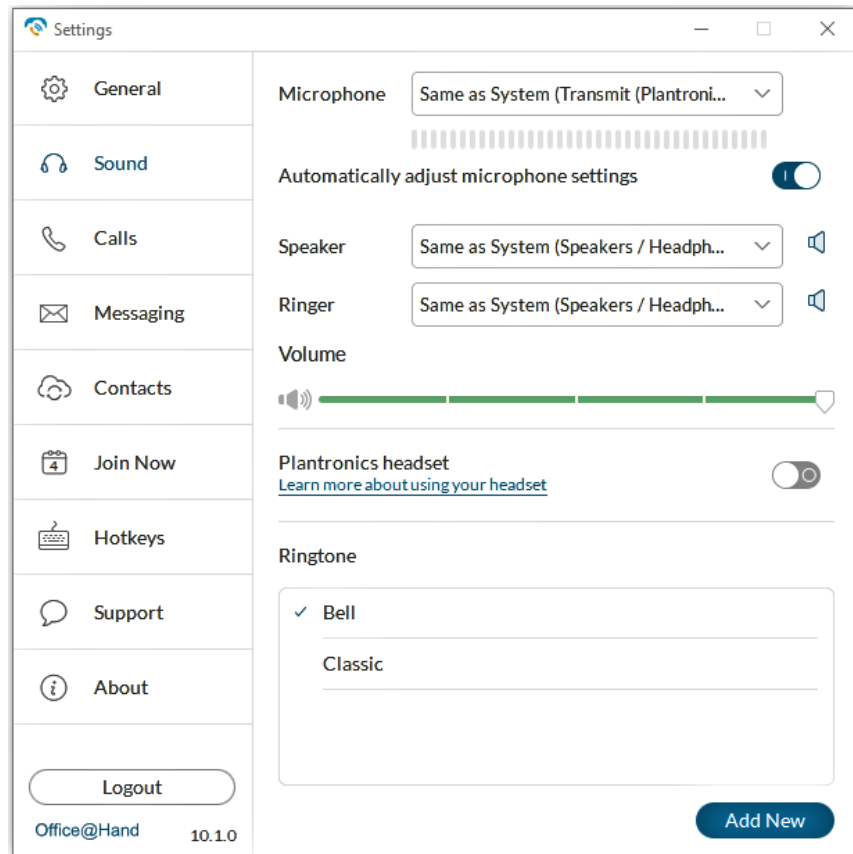 Settings
General
Sound
Calls
Messaging
Contacts
4
Join Now
Hotkeys
Support
About
Logout
Office@Hand
10.1.0
Microphone
Same as System (Transmit (Plantroni...
Automatically adjust microphone settings
Speaker
Same as System (Speakers / Headph...
Ringer
Same as System (Speakers / Headph...
Volume
Plantronics headset
Learn more about using your headset
Ringtone
Bell
Classic
Add New